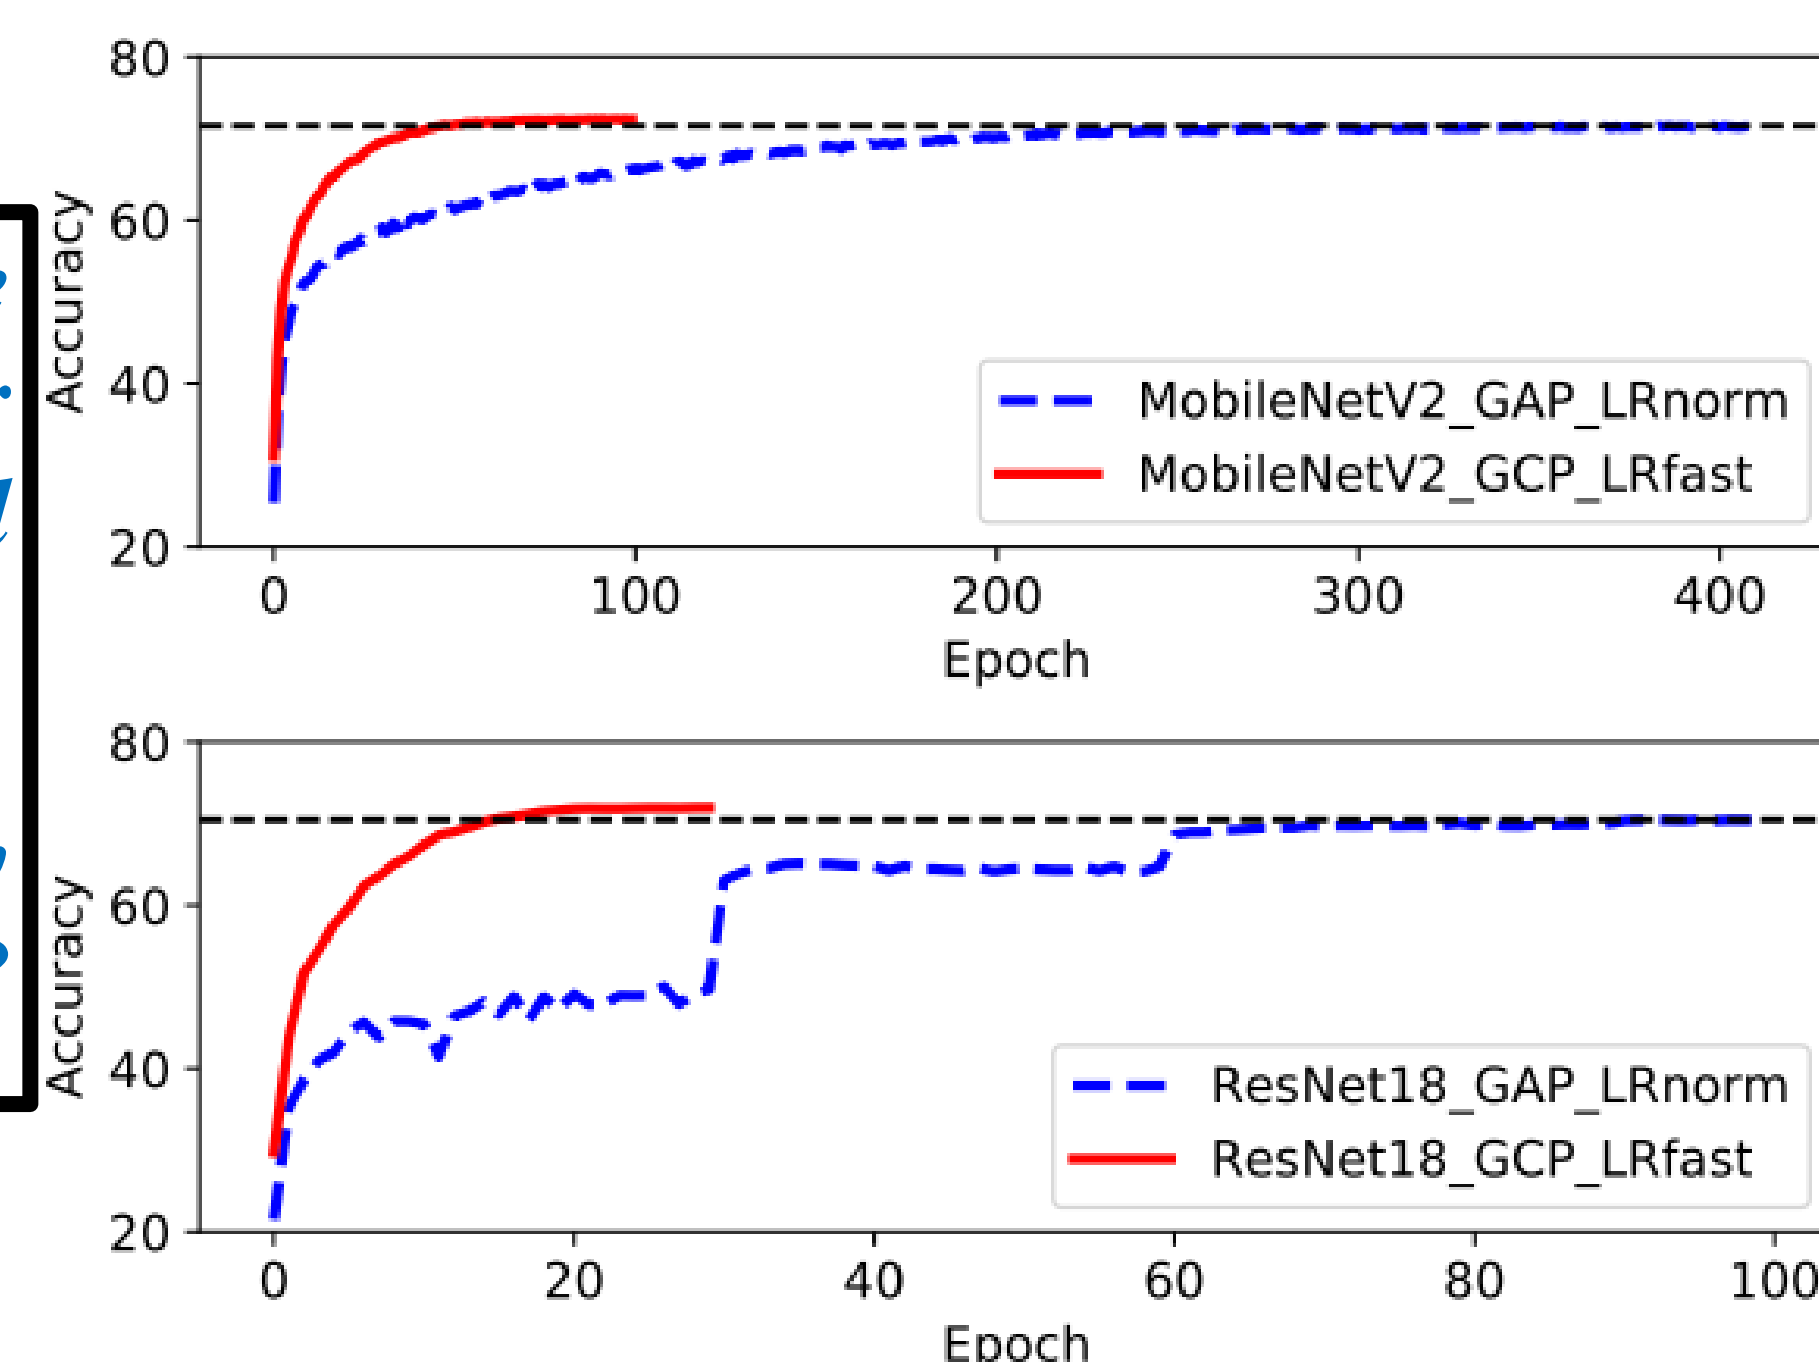 80
60
40
20
Accuracy
MobileNetV2_GAP_LRnorm
MobileNetV2_GCP_LRfast
0 100 200 300 400
Epoch
80
60
40
20
Accuracy
ResNet18_GAP_LRnorm
ResNet18_GCP_LRfast
0 20 40 60 80 100
Epoch